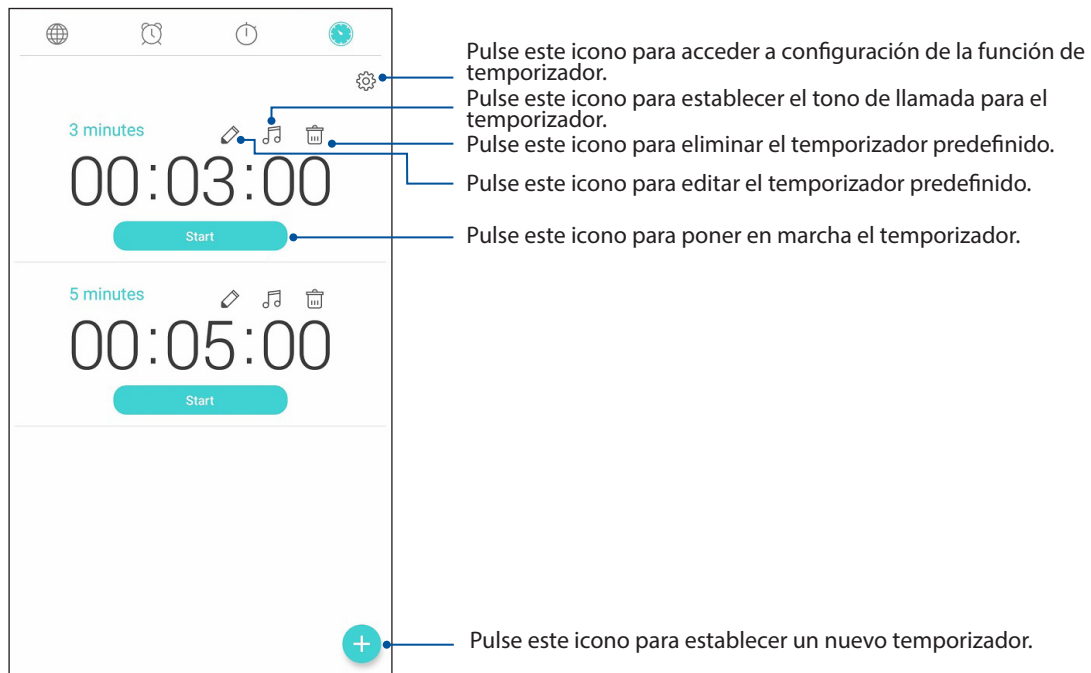 Pulse este icono para acceder a configuración de la función de
temporizador.
Pulse este icono para establecer el tono de llamada para el
temporizador.
Pulse este icono para eliminar el temporizador predefinido.
Pulse este icono para editar el temporizador predefinido.
Pulse este icono para poner en marcha el temporizador.
3 minutes
00:03:00
Start
5 minutes
00:05:00
Start
Pulse este icono para establecer un nuevo temporizador.